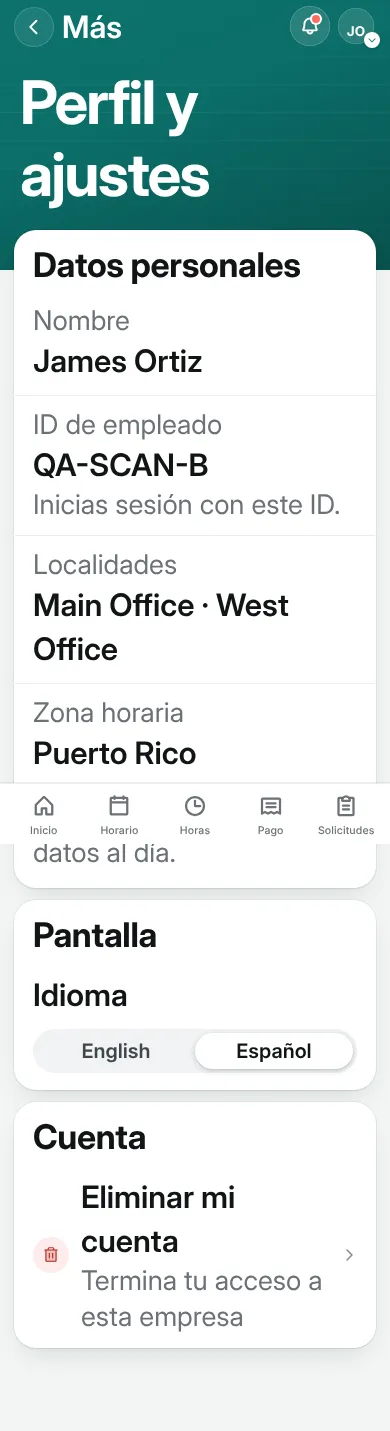 Más
JO
Perfil y
ajustes
Datos personales
Nombre
James Ortiz
ID de empleado
QA-SCAN-B
Inicias sesión con este ID.
Localidades
Main Office · West
Office
Zona horaria
Puerto Rico
Inicio
Horario
Horas
Pago
Solicitudes
datos al día.
Pantalla
Idioma
English
Español
Cuenta
Eliminar mi
cuenta
Termina tu acceso a
esta empresa